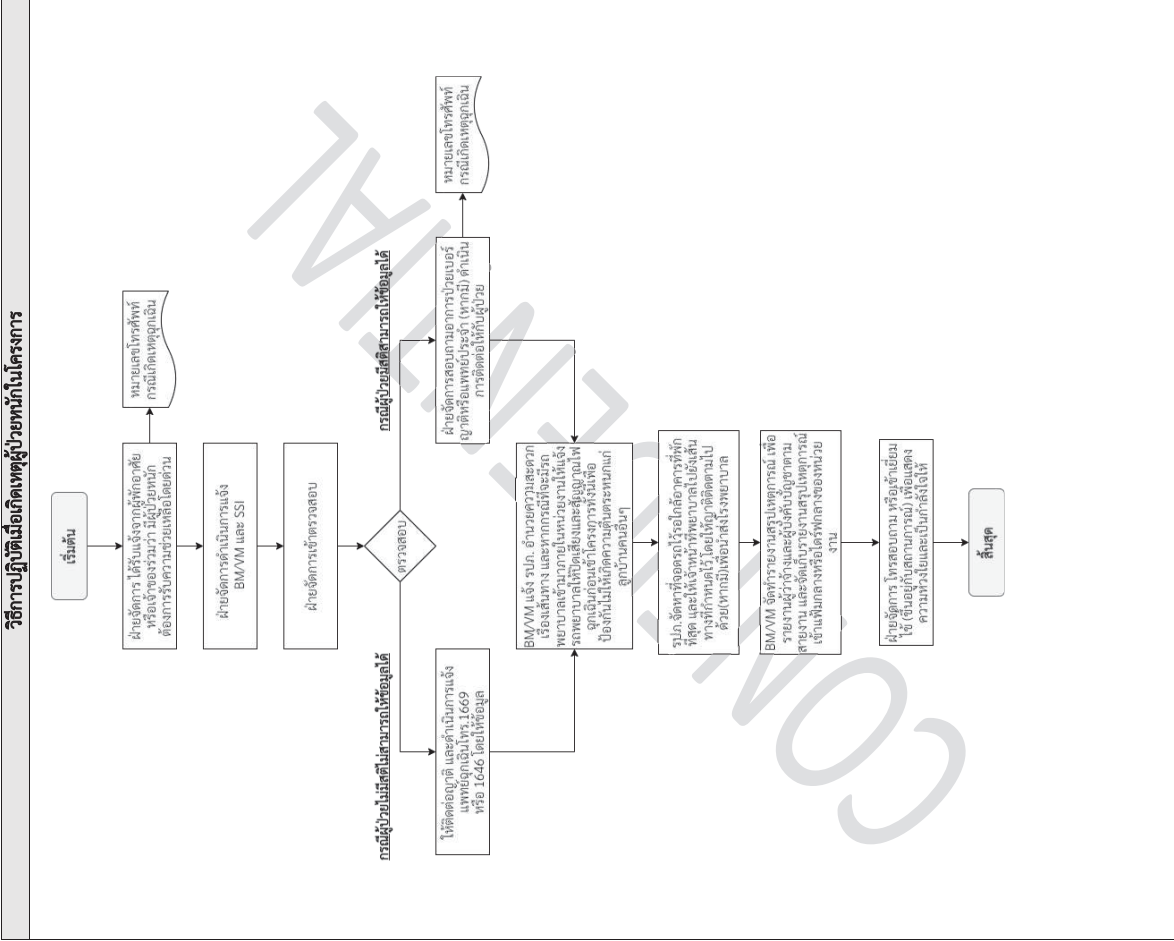 วิธีการปฏิบัติเมื่อเกิดเหตุผู้ป่วยหนักในโครงการ
เริ่มต้น
ฝ่ายจัดการ ได้รับแจ้งจากผู้พักอาศัย
หรือเจ้าของร่วมว่า มีผู้ป่วยหนัก
ต้องการรับความช่วยเหลือโดยด่วน
หมายเลขโทรศัพท์
กรณีเกิดเหตุฉุกเฉิน
ฝ่ายจัดการดำเนินการแจ้ง
BM/VM และ SSI
ฝ่ายจัดการเข้าตรวจสอบ
ตรวจสอบ
กรณีผู้ป่วยไม่มีสติไม่สามารถให้ข้อมูลได้
กรณีผู้ป่วยมีสติสามารถให้ข้อมูลได้
ให้ติดต่อญาติ และดำเนินการแจ้ง
แพทย์ฉุกเฉินโทร.1669
หรือ 1646 โดยให้ข้อมูล
ฝ่ายจัดการสอบถามอาการป่วยเบอร์
ญาติหรือแพทย์ประจำ (หากมี) ดำเนิน
การติดต่อให้กับผู้ป่วย
หมายเลขโทรศัพท์
กรณีเกิดเหตุฉุกเฉิน
BM/VM แจ้ง รปภ. อำนวยความสะดวก
เรื่องเส้นทาง และหากกรณีที่จะมีรถ
พยาบาลเข้ามาภายในหน่วยงานให้แจ้ง
รถพยาบาลให้ปิดเสียงและสัญญาณไฟ
ฉุกเฉินก่อนเข้าโครงการทั้งนี้เพื่อ
ป้องกันไม่ให้เกิดความตื่นตระหนกแก่
ลูกบ้านคนอื่นๆ
รปภ.จัดหาที่จอดรถไว้รอใกล้อาคารที่พัก
ที่สุด และให้เจ้าหน้าที่พยาบาลไปยังเส้น
ทางที่กำหนดไว้,โดยให้ญาติติดตามไป
ด้วย(หากมี)เพื่อนำส่งโรงพยาบาล
BM/VM จัดทำรายงานสรุปเหตุการณ์ เพื่อ
รายงานผู้ว่าจ้างและผู้บังคับบัญชาตาม
สายงาน และจัดเก็บรายงานสรุปเหตุการณ์
เข้าแฟ้มกลางหรือไดร์ฟกลางของหน่วย
งาน
ฝ่ายจัดการ โทรสอบถาม หรือเข้าเยี่ยม
ไข้ (ขึ้นอยู่กับสถานการณ์) เพื่อแสดง
ความห่วงใยและเป็นกำลังใจให้
สิ้นสุด
CONFIDENTIAL